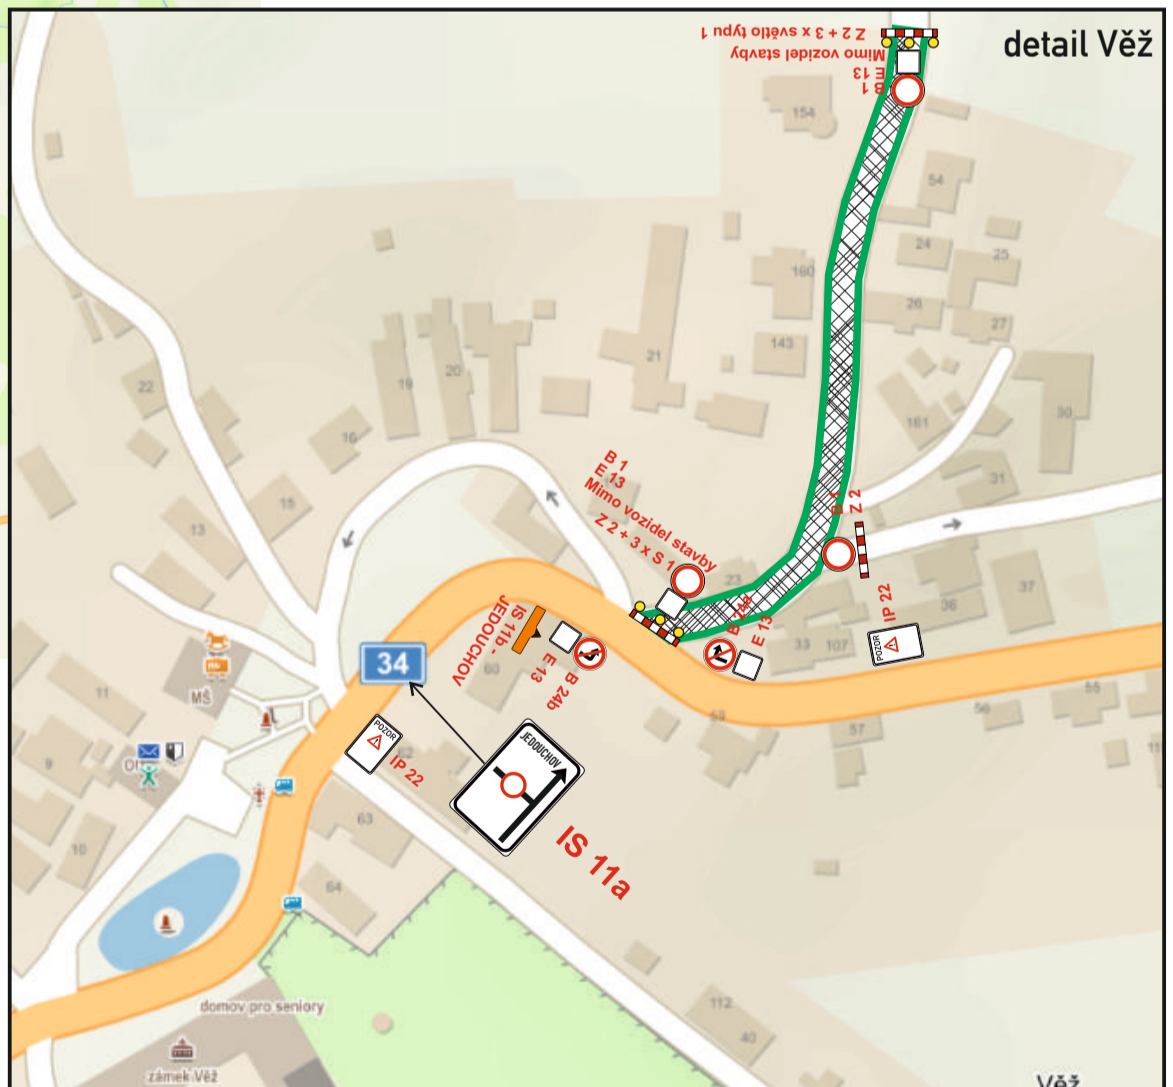 detail Věž
Z 2 + 3 x světlo typu 1
Mimo vozidel stavby
E 13
B 1
154
54
24
25
160
26
27
143
21
20
19
22
16
161
30
31
15
13
B 1
E 13
Mimo vozidel stavby
Z 2 + 3 x S 1
B 1
Z 2
23
37
36
IP 22
POZOR
B 24a
E 13
33
107
IS 11b -
JEDOUCHOV
E 13
B 24b
60
34
MŠ
11
POZOR
IP 22
62
JEDOUCHOV
IS 11a
59
57
56
55
9
10
63
64
domov pro seniory
zámek Věž
112
40
Věž